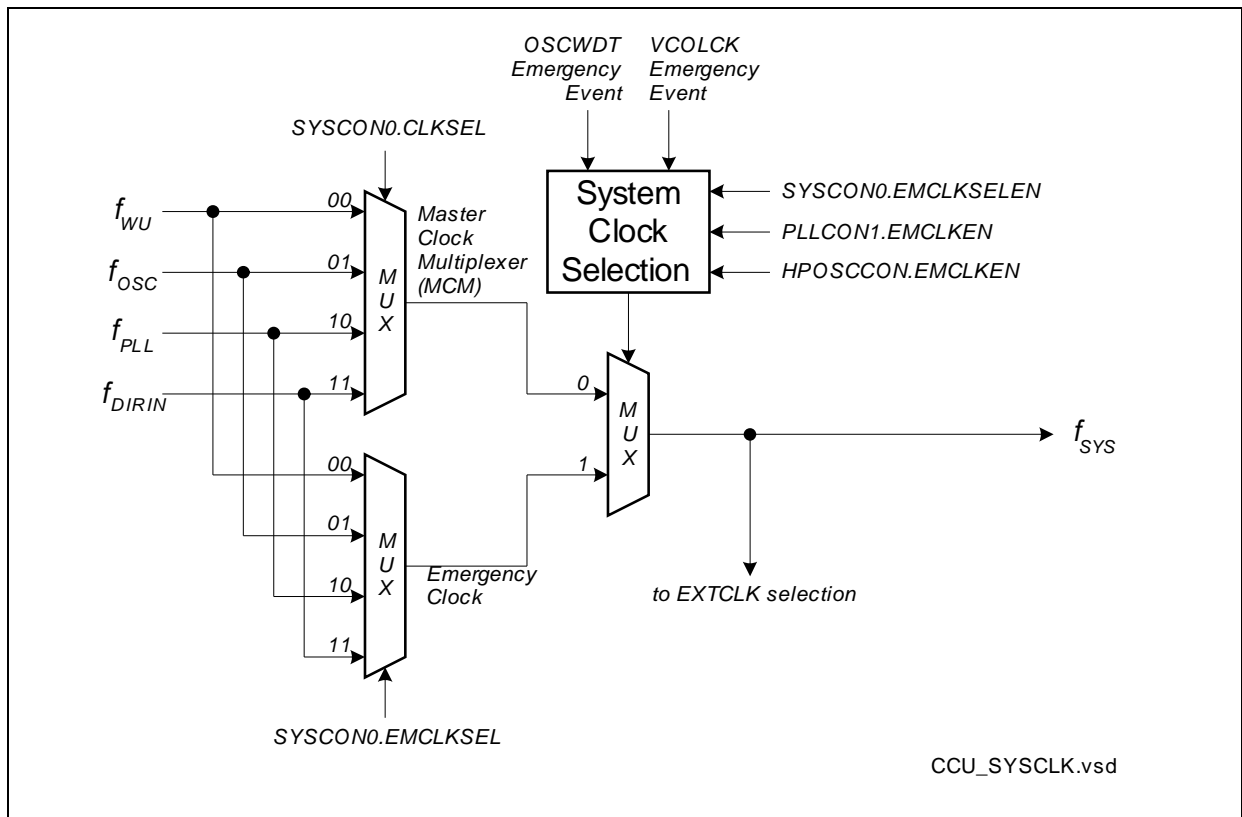 OSCWDT
Emergency
Event
VCOLCK
Emergency
Event
SYSCON0.CLKSEL
System
Clock
Selection
SYSCON0.EMCLKSELEN
PLLCON1.EMCLKEN
HPOSCCON.EMCLKEN
fWU
fOSC
fPLL
fDIRIN
00
01
10
11
M
U
X
Master
Clock
Multiplexer
(MCM)
0
1
M
U
X
fSYS
00
01
10
11
M
U
X
Emergency
Clock
to EXTCLK selection
SYSCON0.EMCLKSEL
CCU_SYSCLK.vsd